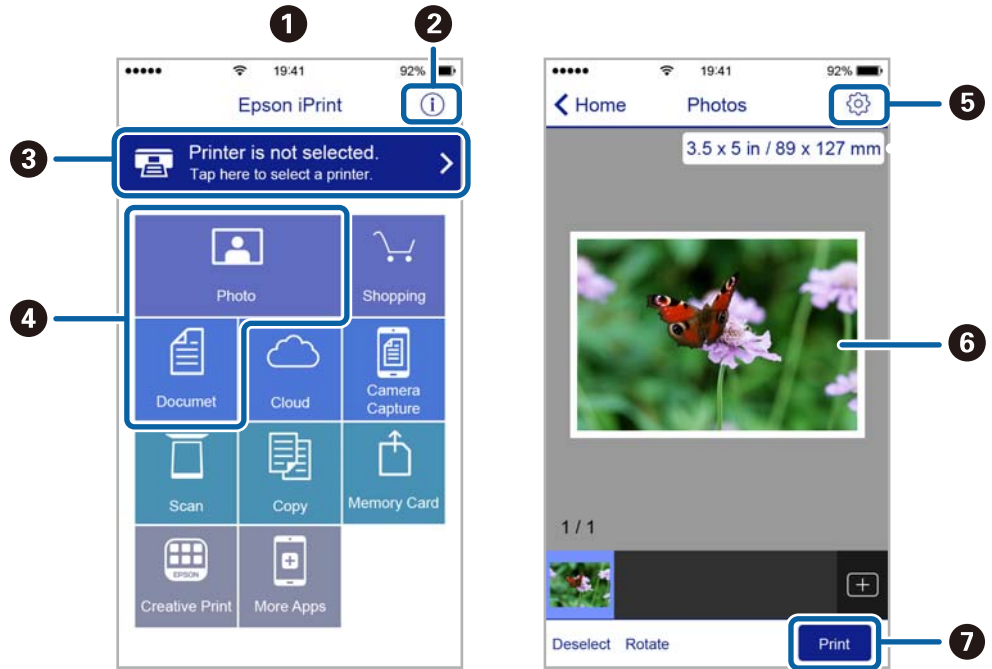 1
2
19:41
92%
Epson iPrint
i
3
Printer is not selected.
Tap here to select a printer.
4
Photo
Shopping
Documet
Cloud
Camera
Capture
Scan
Copy
Memory Card
EPSON
Creative Print
More Apps
19:41
92%
Home
Photos
5
3.5 x 5 in / 89 x 127 mm
6
1 / 1
Deselect
Rotate
Print
7